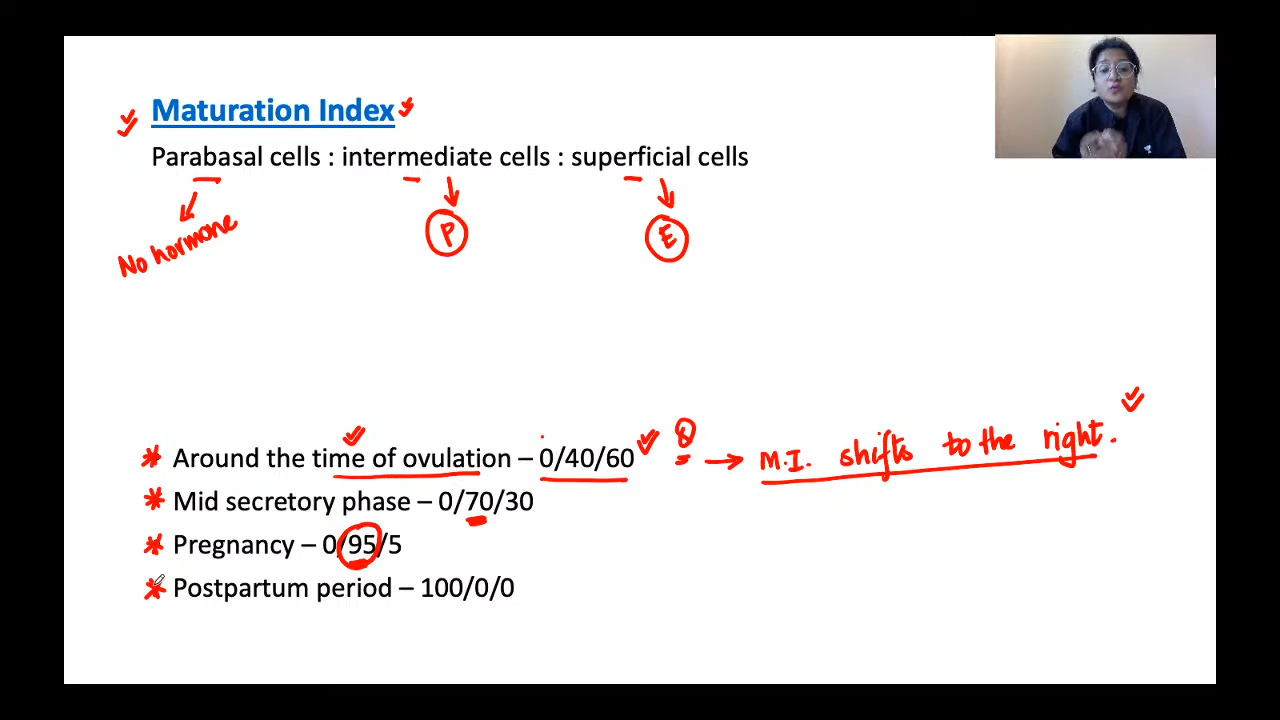 Maturation Index
Parabasal cells : intermediate cells : superficial cells
No hormone
P
E
Around the time of ovulation – 0/40/60
Q → M.I. shifts to the right.
Mid secretory phase – 0/70/30
Pregnancy – 0/95/5
Postpartum period – 100/0/0